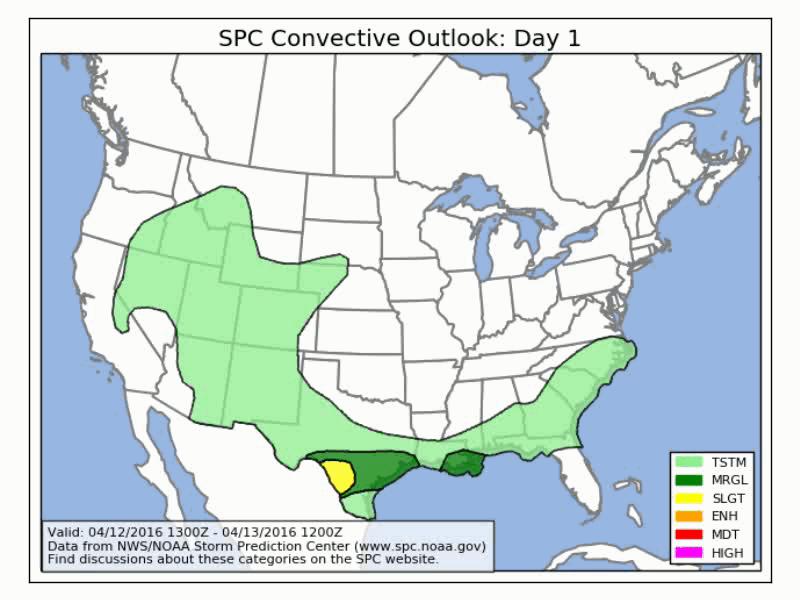 SPC Convective Outlook: Day 1
TSTM
MRGL
SLGT
ENH
MDT
HIGH
Valid: 04/12/2016 1300Z - 04/13/2016 1200Z
Data from NWS/NOAA Storm Prediction Center (www.spc.noaa.gov)
Find discussions about these categories on the SPC website.